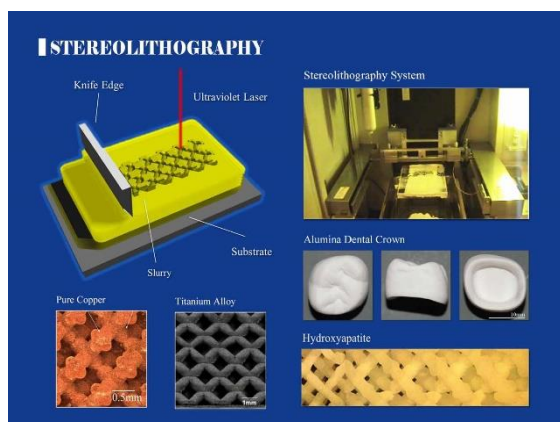 STEREOLITHOGRAPHY
Knife Edge
Ultraviolet Laser
Substrate
Slurry
Pure Copper
0.5mm
Titanium Alloy
1mm
Stereolithography System
Alumina Dental Crown
10mm
Hydroxyapatite